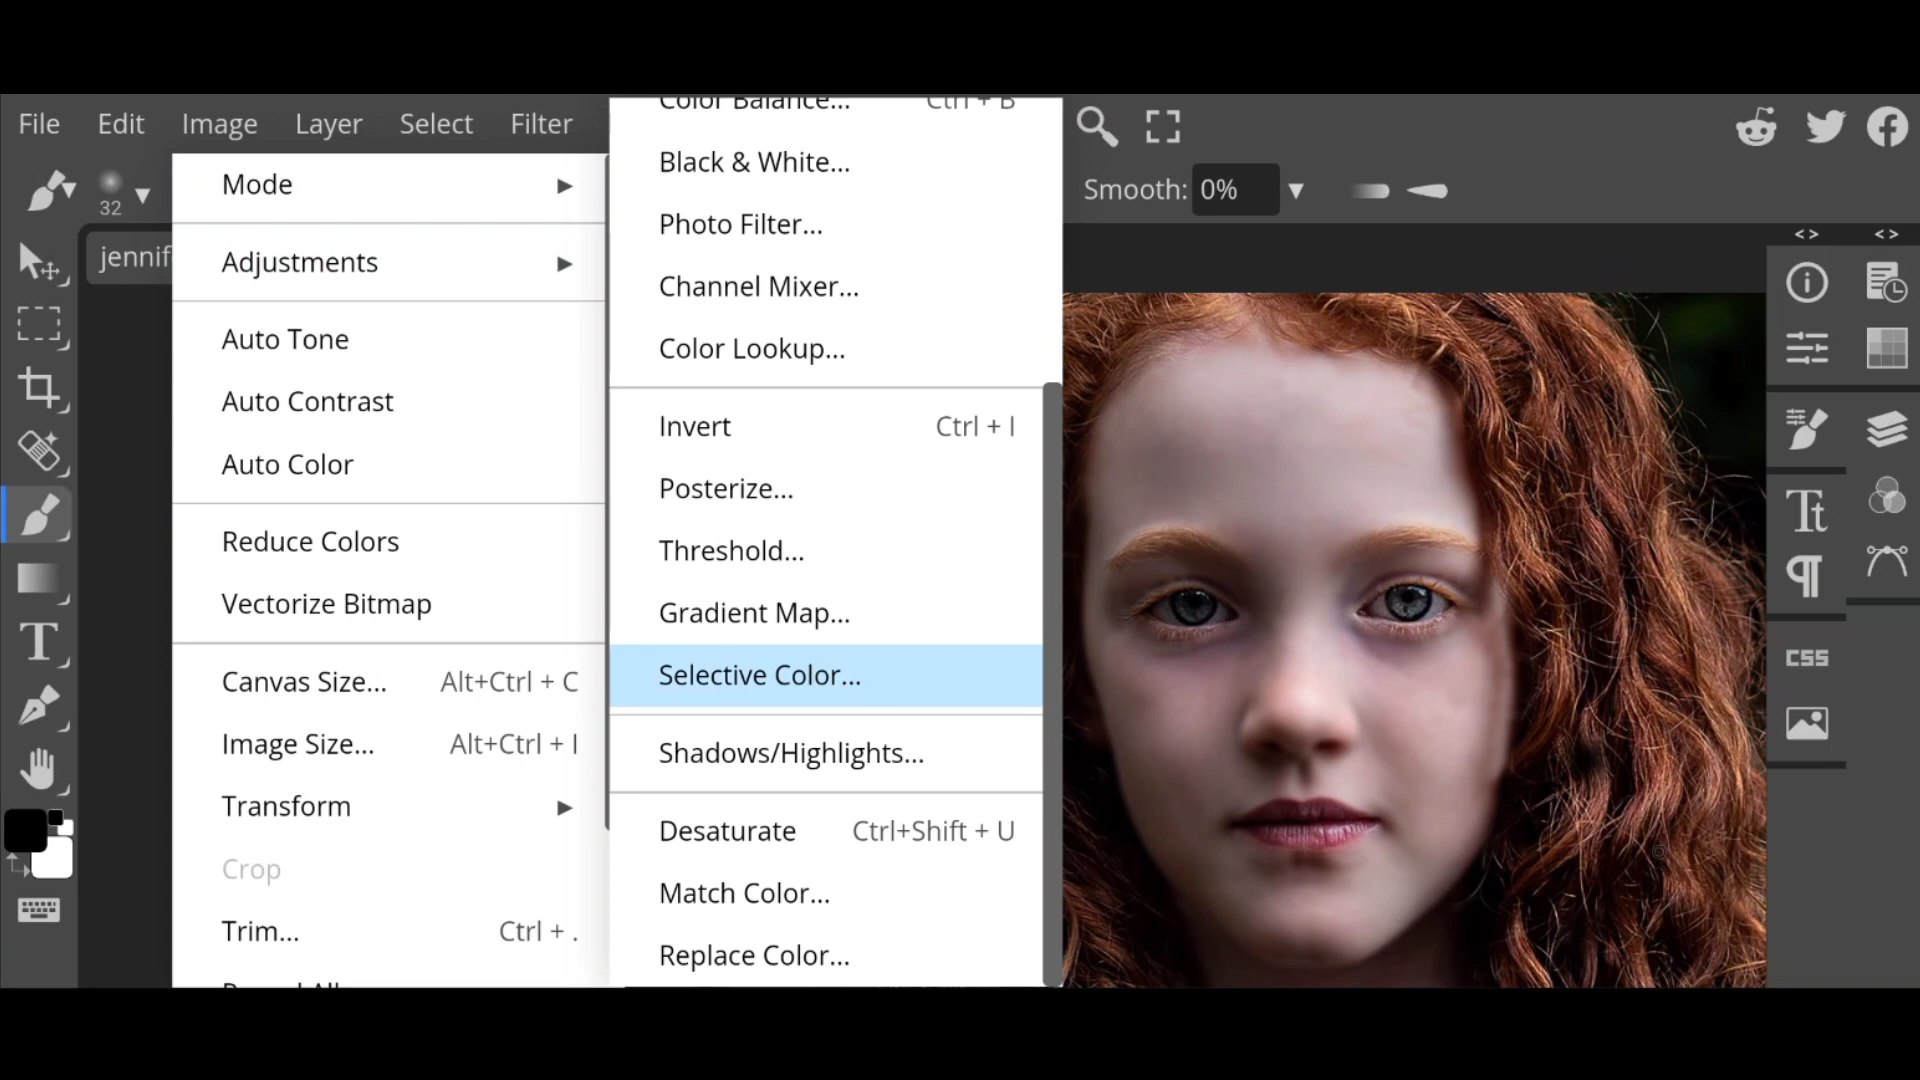 File Edit Image Layer Select Filter
Smooth: 0%
32
jennif
Mode
Adjustments
Auto Tone
Auto Contrast
Auto Color
Reduce Colors
Vectorize Bitmap
Canvas Size... Alt+Ctrl + C
Image Size... Alt+Ctrl + I
Transform
Crop
Trim... Ctrl + .
Color Balance... Ctrl + B
Black & White...
Photo Filter...
Channel Mixer...
Color Lookup...
Invert Ctrl + I
Posterize...
Threshold...
Gradient Map...
Selective Color...
Shadows/Highlights...
Desaturate Ctrl+Shift + U
Match Color...
Replace Color...
CSS